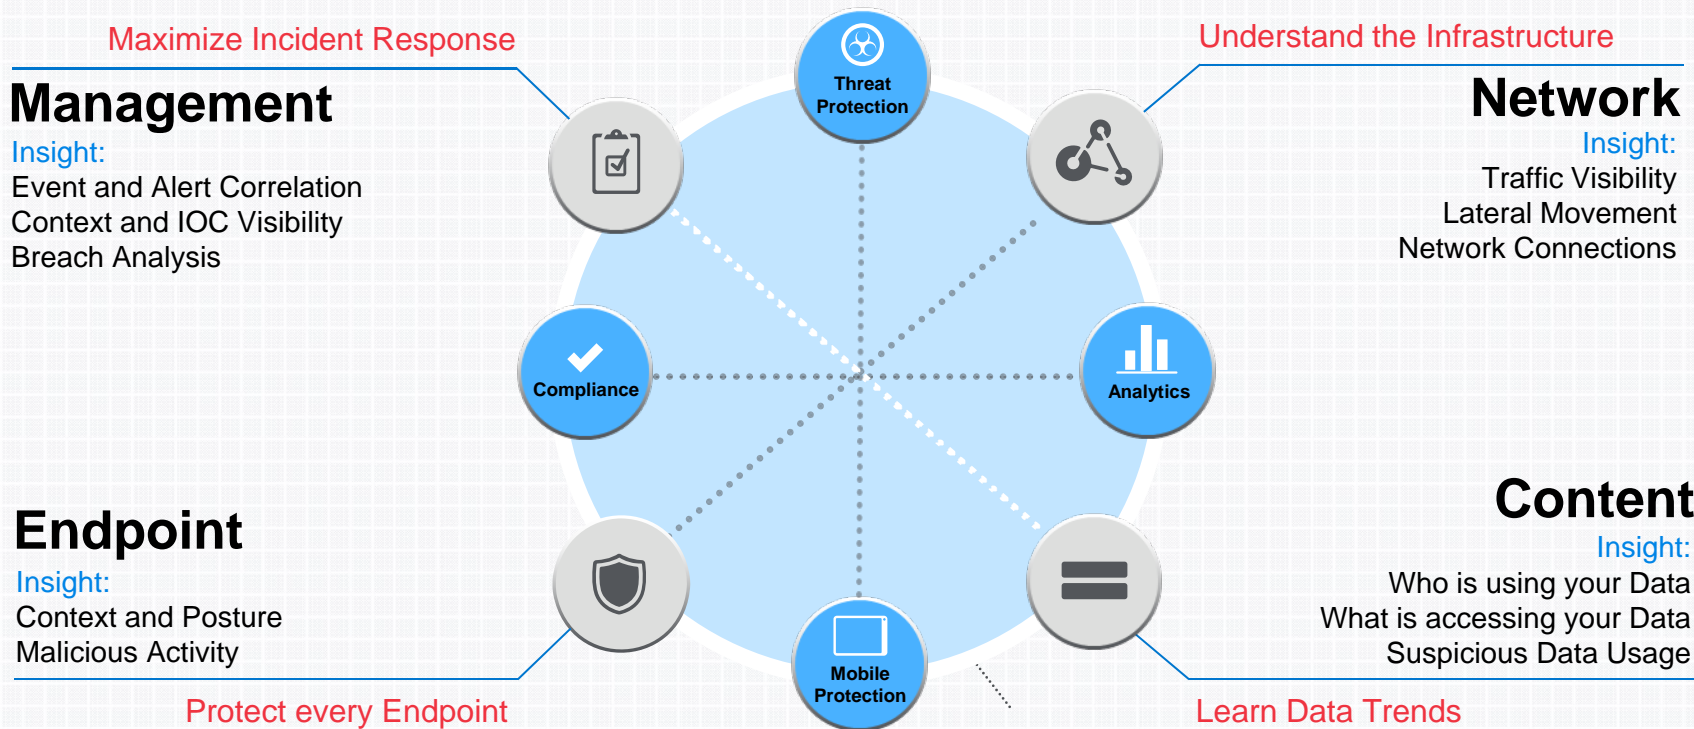 Maximize Incident Response
Management
Insight:
Event and Alert Correlation
Context and IOC Visibility
Breach Analysis
Threat
Protection
Understand the Infrastructure
Network
Insight:
Traffic Visibility
Lateral Movement
Network Connections
Compliance
Analytics
Endpoint
Insight:
Context and Posture
Malicious Activity
Protect every Endpoint
Mobile
Protection
Content
Insight:
Who is using your Data
What is accessing your Data
Suspicious Data Usage
Learn Data Trends